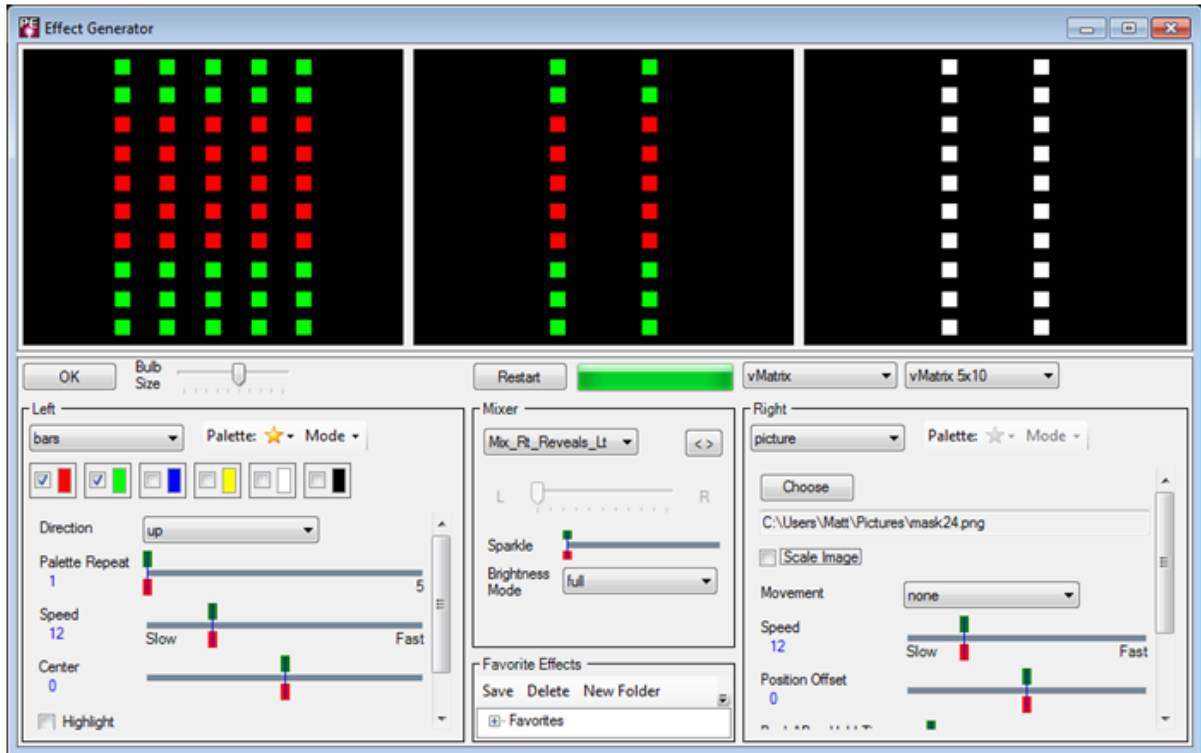 Effect Generator
OK
Bulb Size
Restart
vMatrix
vMatrix 5x10
Left
bars
Palette:
Mode
Direction
up
Palette Repeat
1
5
Speed
12
Slow
Fast
Center
0
Highlight
Mixer
Mix_Rt_Reveals_Lt
< >
L
R
Sparkle
Brightness Mode
full
Favorite Effects
Save Delete New Folder
Favorites
Right
picture
Palette:
Mode
Choose
C:\Users\Matt\Pictures\mask24.png
Scale Image
Movement
none
Speed
12
Slow
Fast
Position Offset
0